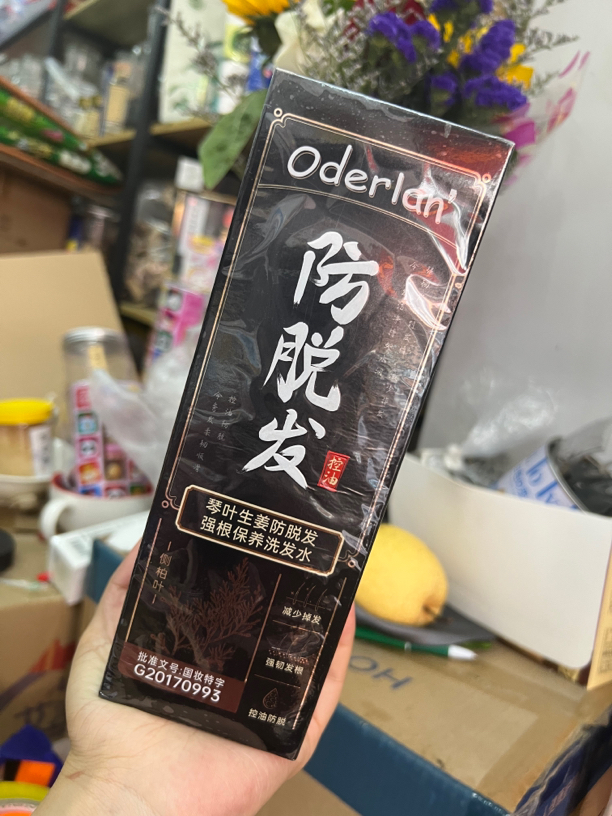 Oderlan
防脱发
控油
琴叶生姜防脱发
强根保养洗发水
侧柏叶
减少掉发
强韧发根
控油防脱
批准文号:国妆特字
G20170993